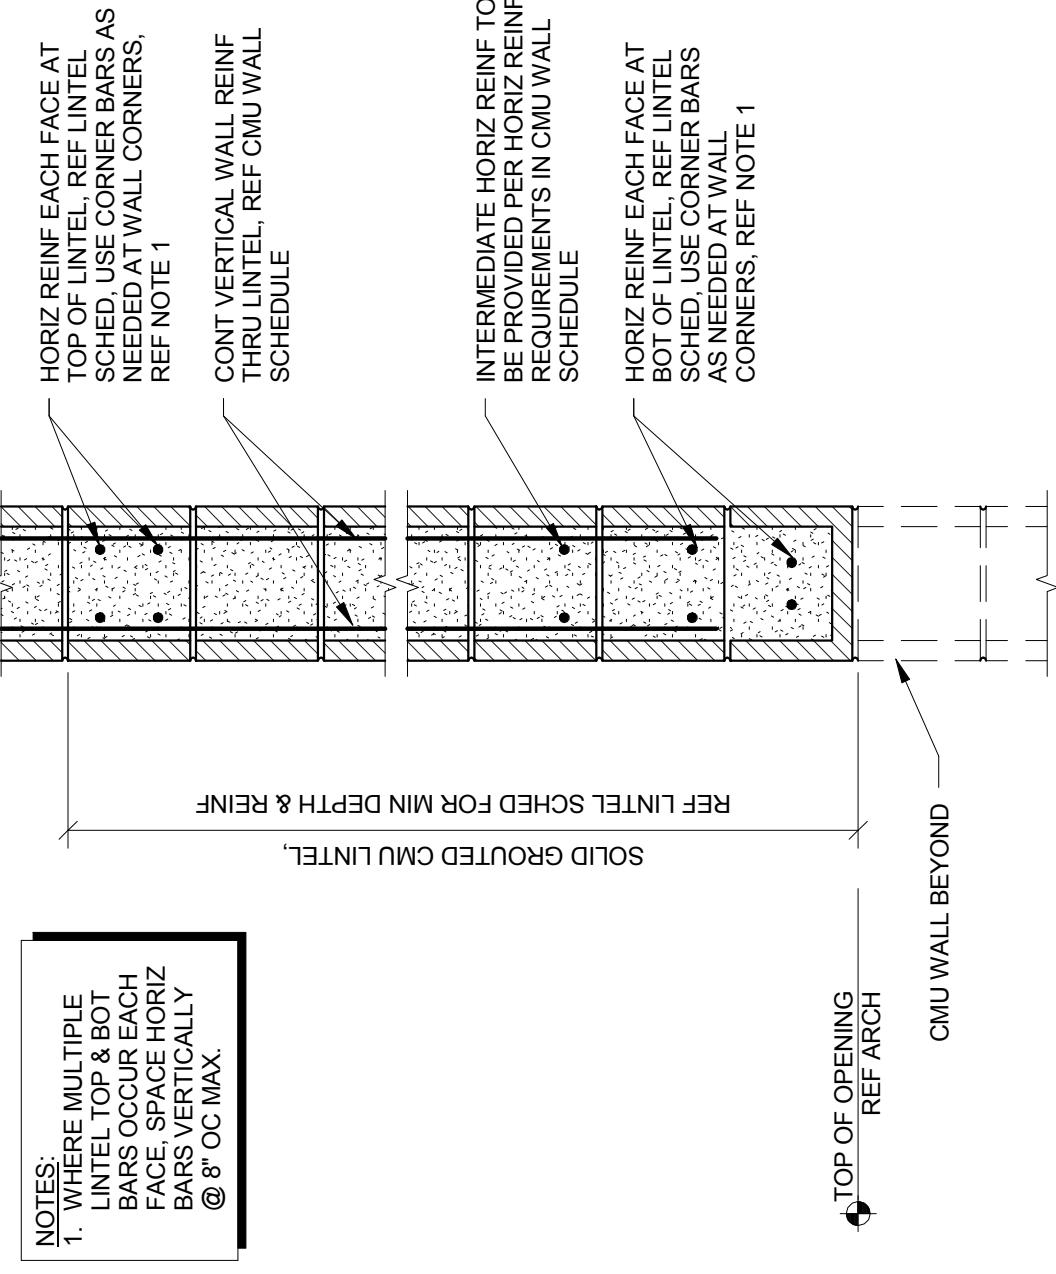 HORIZ REINF EACH FACE AT
TOP OF LINTEL, REF LINTEL
SCHED, USE CORNER BARS AS
NEEDED AT WALL CORNERS,
REF NOTE 1
CONT VERTICAL WALL REINF
THRU LINTEL, REF CMU WALL
SCHEDULE
INTERMEDIATE HORIZ REINF TO
BE PROVIDED PER HORIZ REINF
REQUIREMENTS IN CMU WALL
SCHEDULE
HORIZ REINF EACH FACE AT
BOT OF LINTEL, REF LINTEL
SCHED, USE CORNER BARS
AS NEEDED AT WALL
CORNERS, REF NOTE 1
SOLID GROUTED CMU LINTEL,
REF LINTEL SCHED FOR MIN DEPTH & REINF
NOTES:
1. WHERE MULTIPLE
LINTEL TOP & BOT
BARS OCCUR EACH
FACE, SPACE HORIZ
BARS VERTICALLY
@ 8" OC MAX.
TOP OF OPENING
REF ARCH
CMU WALL BEYOND